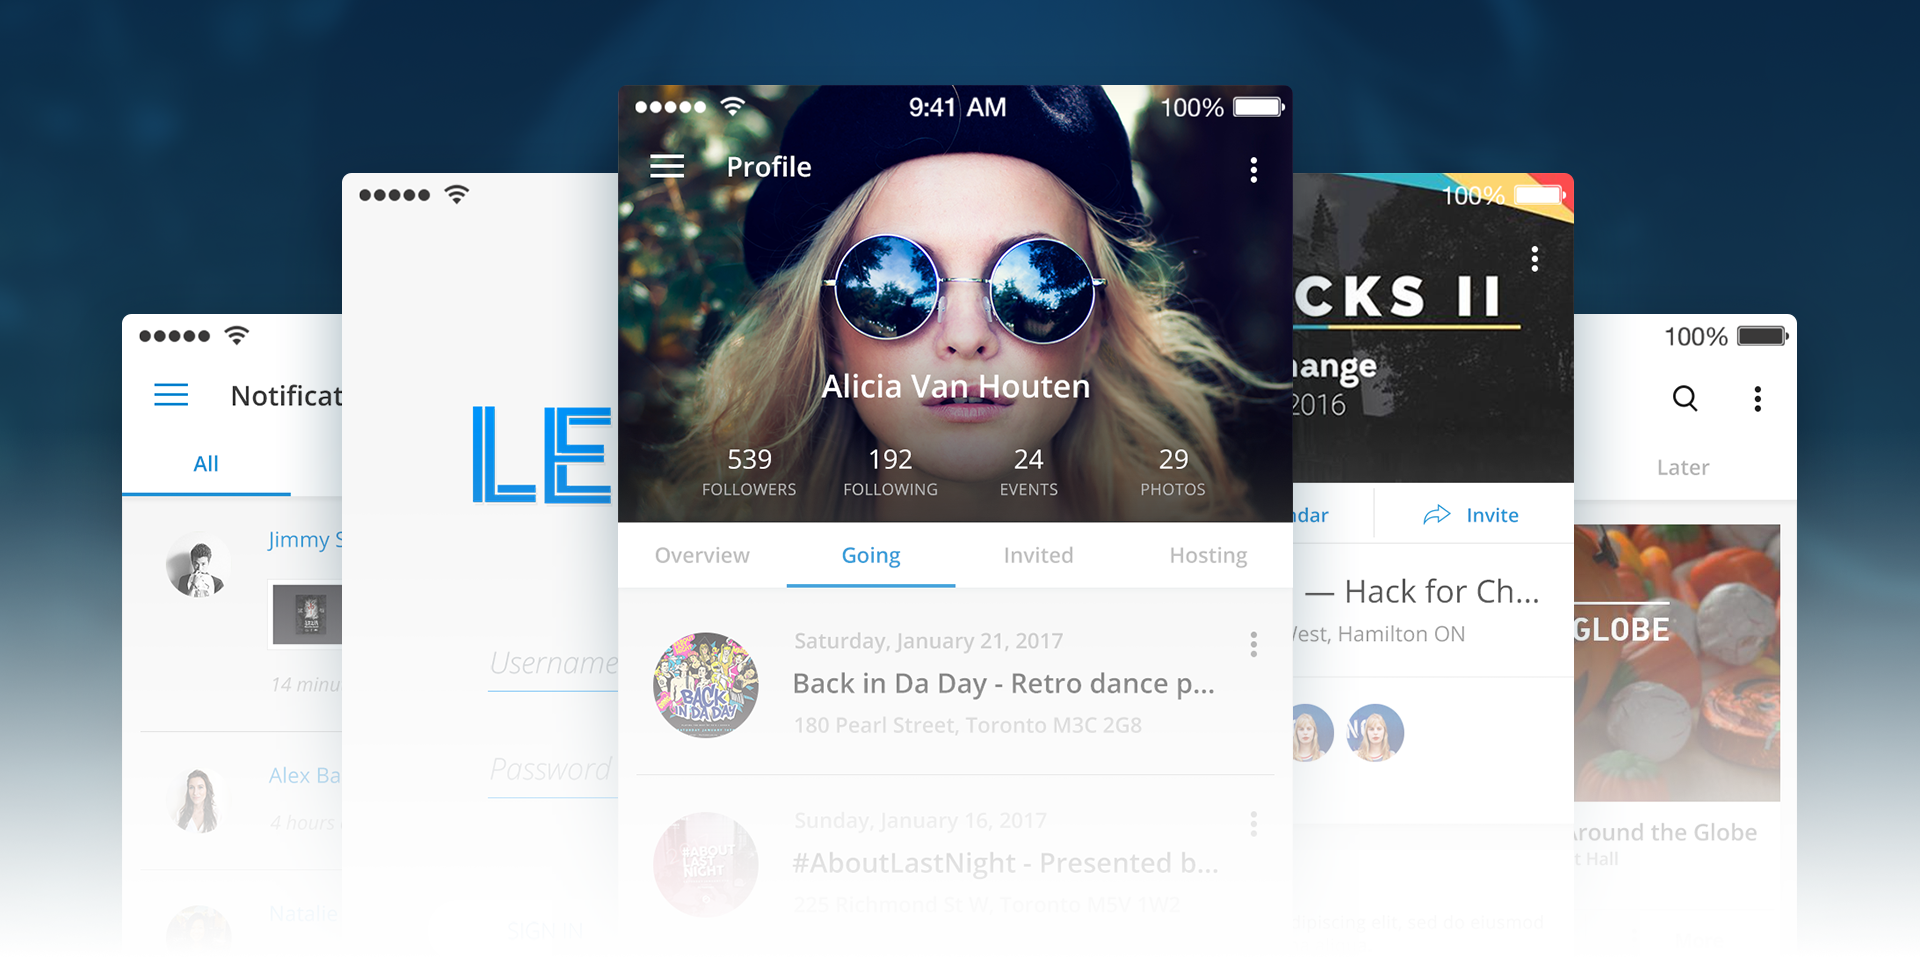 100%
Notificat
All
Jimmy S
14 minu
Alex Ba
4 hours
Natalie
LE
Username
Password
SIGN IN
9:41 AM
100%
Profile
Alicia Van Houten
539 192 24 29
FOLLOWERS FOLLOWING EVENTS PHOTOS
Overview Going Invited Hosting
Saturday, January 21, 2017
Back in Da Day - Retro dance p...
180 Pearl Street, Toronto M3C 2G8
BACK
IN DA DAY
Sunday, January 16, 2017
#AboutLastNight - Presented b...
225 Richmond St W, Toronto M5V 1W2
#ABOUT
LAST
NIGHT
100%
CKS II
ange
2016
ndar
Invite
— Hack for Ch...
West, Hamilton ON
adipiscing elit, sed do eiusmod
Later
GLOBE
Around the Globe
t Hall